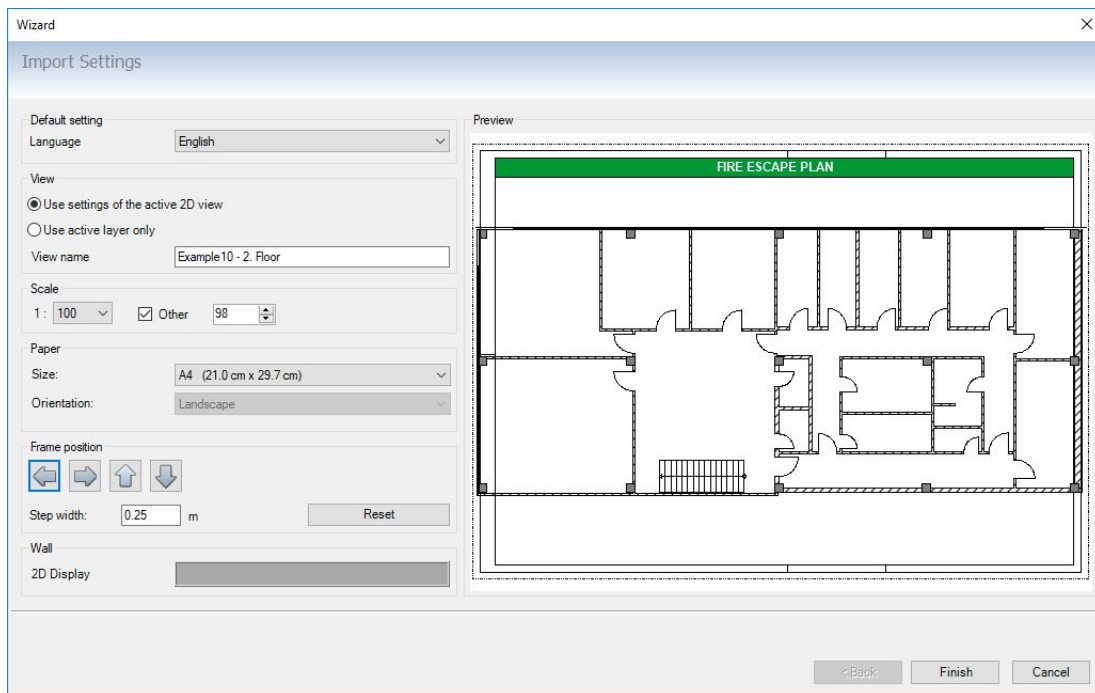 Wizard
Import Settings
Default setting
Language English
View
Use settings of the active 2D view
Use active layer only
View name Example10 - 2. Floor
Scale
1 : 100 Other 98
Paper
Size: A4 (21.0 cm x 29.7 cm)
Orientation: Landscape
Frame position
Step width: 0.25 m Reset
Wall
2D Display
Preview
FIRE ESCAPE PLAN
< Back Finish Cancel